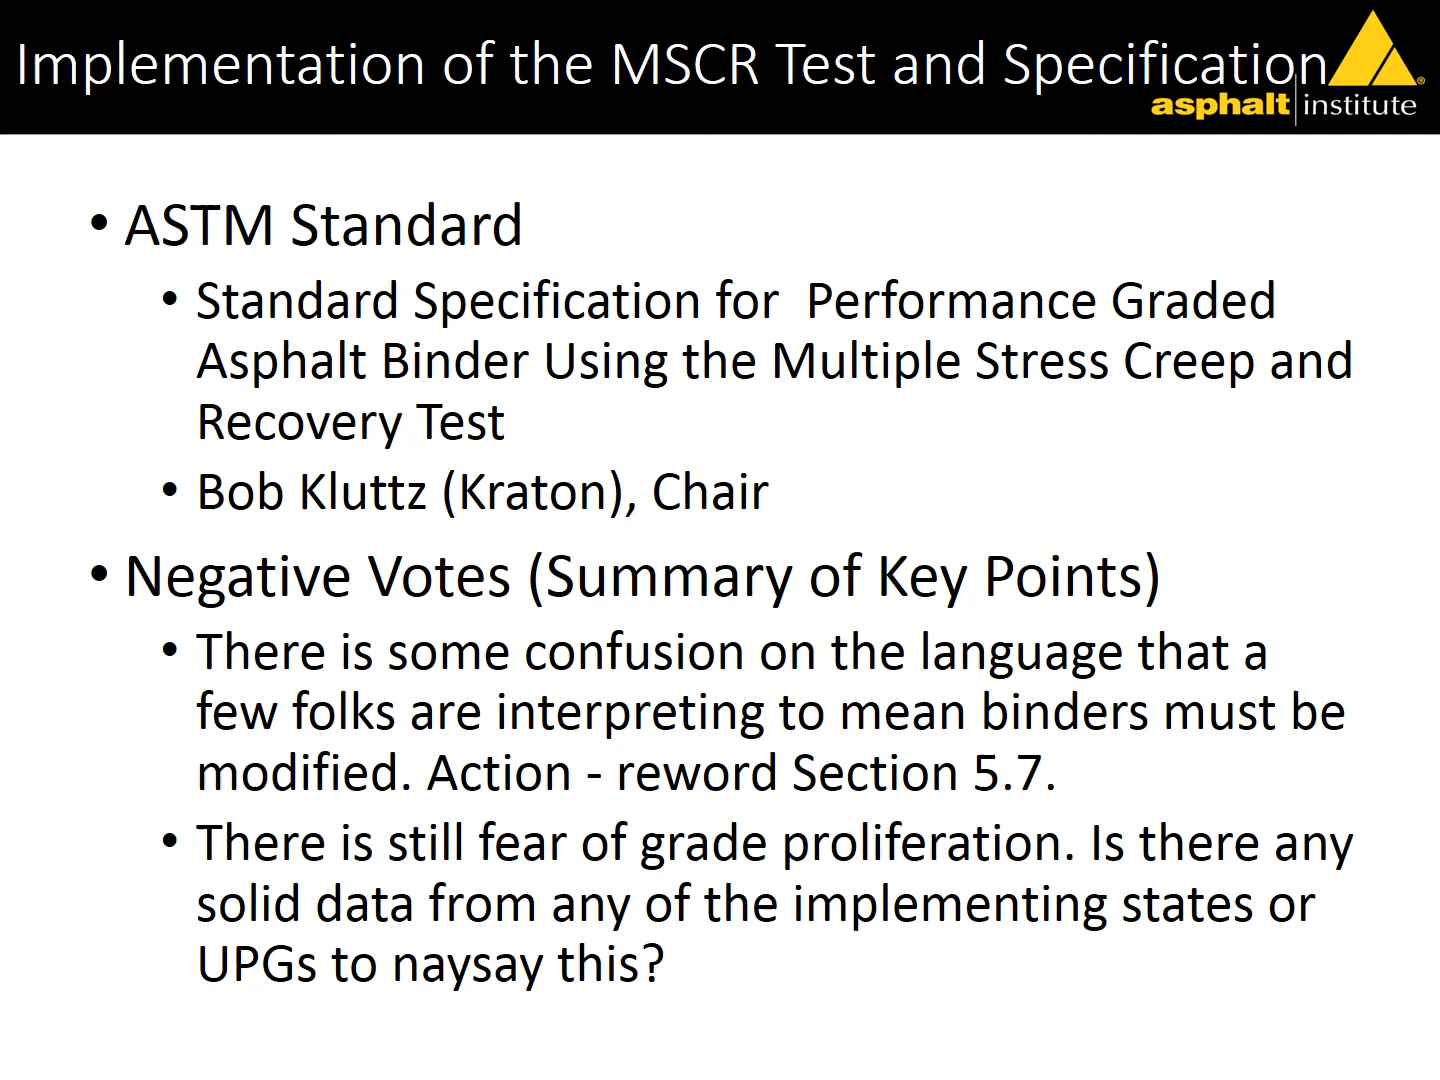 Implementation of the MSCR Test and Specification
asphalt institute
®
• ASTM Standard
• Standard Specification for  Performance Graded
Asphalt Binder Using the Multiple Stress Creep and
Recovery Test
• Bob Kluttz (Kraton), Chair
• Negative Votes (Summary of Key Points)
• There is some confusion on the language that a
few folks are interpreting to mean binders must be
modified. Action - reword Section 5.7.
• There is still fear of grade proliferation. Is there any
solid data from any of the implementing states or
UPGs to naysay this?